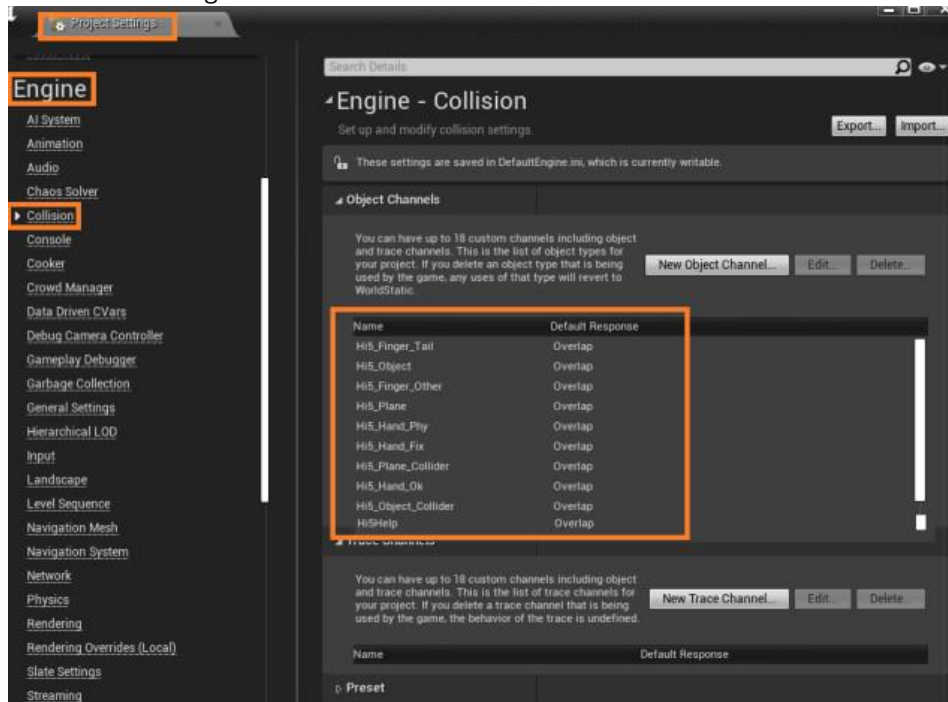 Project Settings
Search Details
Engine
AI System
Animation
Audio
Chaos Solver
Collision
Console
Cooker
Crowd Manager
Data Driven CVars
Debug Camera Controller
Gameplay Debugger
Garbage Collection
General Settings
Hierarchical LOD
Input
Landscape
Level Sequence
Navigation Mesh
Navigation System
Network
Physics
Rendering
Rendering Overrides (Local)
Slate Settings
Streaming
Engine - Collision
Set up and modify collision settings.
Export... Import...
These settings are saved in DefaultEngine.ini, which is currently writable.
Object Channels
You can have up to 18 custom channels including object
and trace channels. This is the list of object types for
your project. If you delete an object type that is being
used by the game, any uses of that type will revert to
WorldStatic.
New Object Channel... Edit... Delete...
Name Default Response
Hi5_Finger_Tail Overlap
Hi5_Object Overlap
Hi5_Finger_Other Overlap
Hi5_Plane Overlap
Hi5_Hand_Phy Overlap
Hi5_Hand_Fix Overlap
Hi5_Plane_Collider Overlap
Hi5_Hand_Ok Overlap
Hi5_Object_Collider Overlap
Hi5Help Overlap
Trace Channels
You can have up to 18 custom channels including object
and trace channels. This is the list of trace channels for
your project. If you delete a trace channel that is being
used by the game, the behavior of the trace is undefined.
New Trace Channel... Edit... Delete...
Name Default Response
Preset